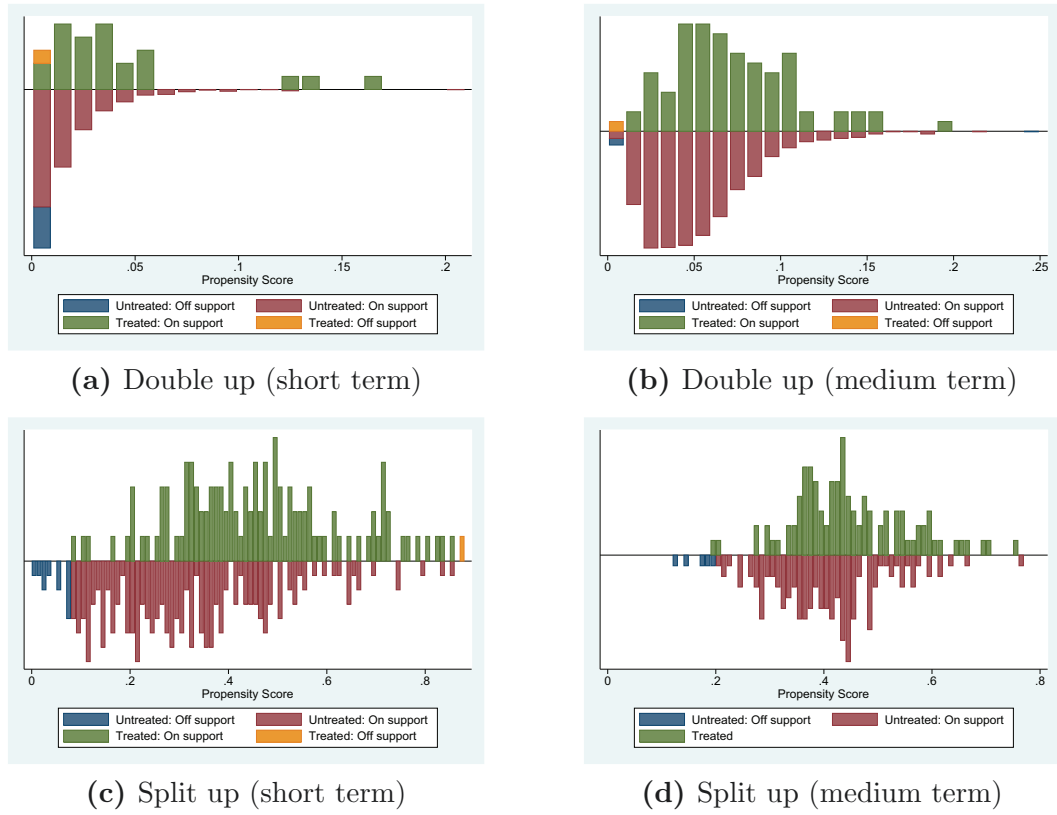 0 .05 .1 .15 .2
Propensity Score
Untreated: Off support Untreated: On support
Treated: On support Treated: Off support
(a) Double up (short term)
0 .05 .1 .15 .2 .25
Propensity Score
Untreated: Off support Untreated: On support
Treated: On support Treated: Off support
(b) Double up (medium term)
0 .2 .4 .6 .8
Propensity Score
Untreated: Off support Untreated: On support
Treated: On support Treated: Off support
(c) Split up (short term)
0 .2 .4 .6 .8
Propensity Score
Untreated: Off support Untreated: On support
Treated
(d) Split up (medium term)